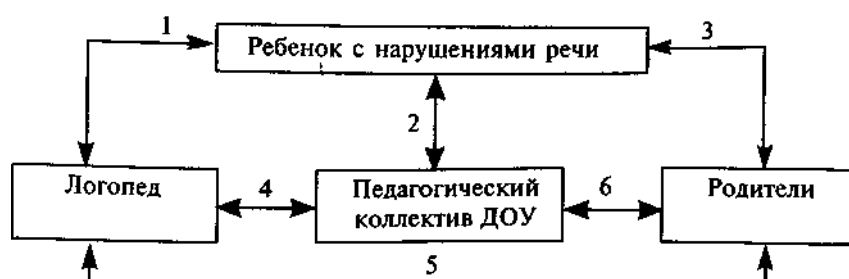 1
3
Ребенок с нарушениями речи
2
Логопед
4
Педагогический
коллектив ДОУ
6
Родители
5